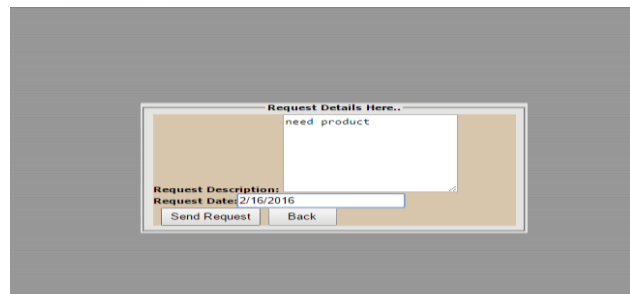 Request Details Here..
need product
Request Description:
Request Date: 2/16/2016
Send Request Back